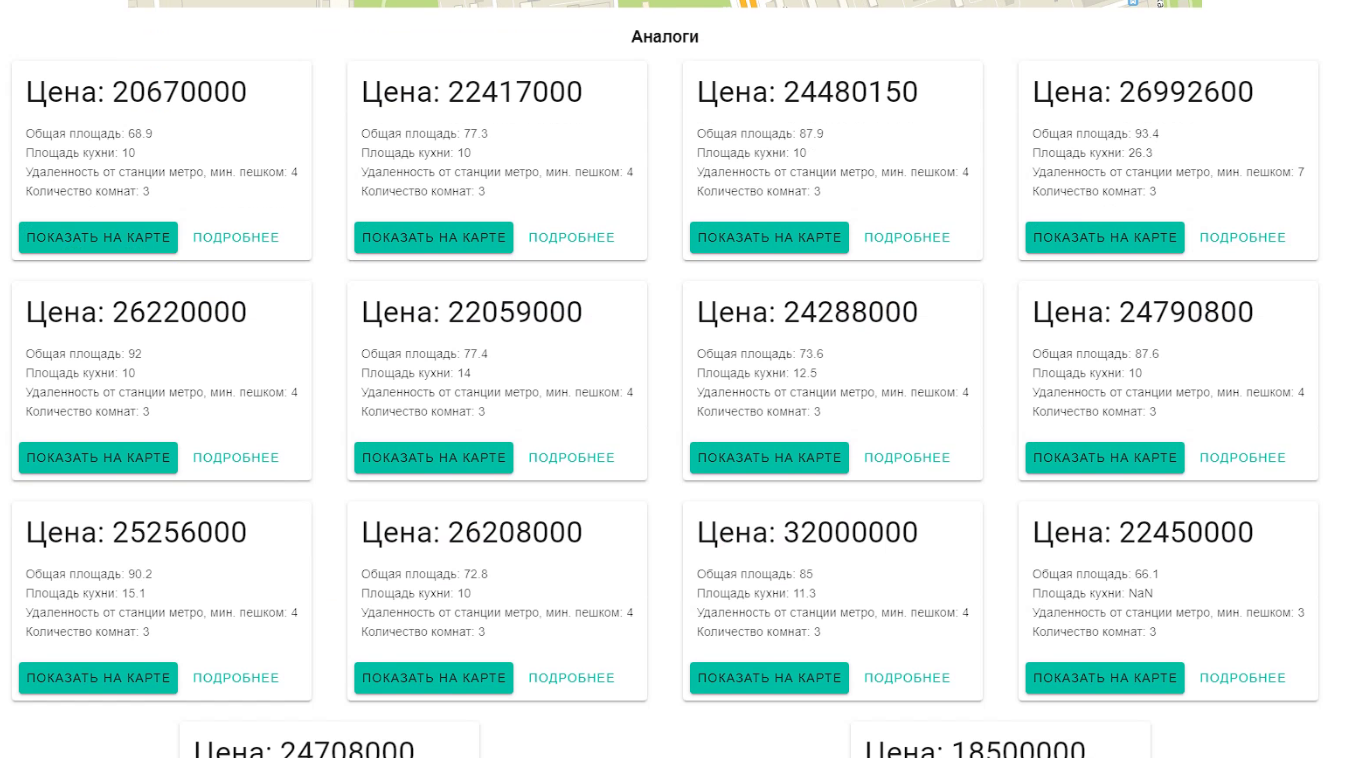 Аналоги
Цена: 20670000
Общая площадь: 68.9
Площадь кухни: 10
Удаленность от станции метро, мин. пешком: 4
Количество комнат: 3
ПОКАЗАТЬ НА КАРТЕ ПОДРОБНЕЕ
Цена: 22417000
Общая площадь: 77.3
Площадь кухни: 10
Удаленность от станции метро, мин. пешком: 4
Количество комнат: 3
ПОКАЗАТЬ НА КАРТЕ ПОДРОБНЕЕ
Цена: 24480150
Общая площадь: 87.9
Площадь кухни: 10
Удаленность от станции метро, мин. пешком: 4
Количество комнат: 3
ПОКАЗАТЬ НА КАРТЕ ПОДРОБНЕЕ
Цена: 26992600
Общая площадь: 93.4
Площадь кухни: 26.3
Удаленность от станции метро, мин. пешком: 7
Количество комнат: 3
ПОКАЗАТЬ НА КАРТЕ ПОДРОБНЕЕ
Цена: 26220000
Общая площадь: 92
Площадь кухни: 10
Удаленность от станции метро, мин. пешком: 4
Количество комнат: 3
ПОКАЗАТЬ НА КАРТЕ ПОДРОБНЕЕ
Цена: 22059000
Общая площадь: 77.4
Площадь кухни: 14
Удаленность от станции метро, мин. пешком: 4
Количество комнат: 3
ПОКАЗАТЬ НА КАРТЕ ПОДРОБНЕЕ
Цена: 24288000
Общая площадь: 73.6
Площадь кухни: 12.5
Удаленность от станции метро, мин. пешком: 4
Количество комнат: 3
ПОКАЗАТЬ НА КАРТЕ ПОДРОБНЕЕ
Цена: 24790800
Общая площадь: 87.6
Площадь кухни: 10
Удаленность от станции метро, мин. пешком: 4
Количество комнат: 3
ПОКАЗАТЬ НА КАРТЕ ПОДРОБНЕЕ
Цена: 25256000
Общая площадь: 90.2
Площадь кухни: 15.1
Удаленность от станции метро, мин. пешком: 4
Количество комнат: 3
ПОКАЗАТЬ НА КАРТЕ ПОДРОБНЕЕ
Цена: 26208000
Общая площадь: 72.8
Площадь кухни: 10
Удаленность от станции метро, мин. пешком: 4
Количество комнат: 3
ПОКАЗАТЬ НА КАРТЕ ПОДРОБНЕЕ
Цена: 32000000
Общая площадь: 85
Площадь кухни: 11.3
Удаленность от станции метро, мин. пешком: 4
Количество комнат: 3
ПОКАЗАТЬ НА КАРТЕ ПОДРОБНЕЕ
Цена: 22450000
Общая площадь: 66.1
Площадь кухни: NaN
Удаленность от станции метро, мин. пешком: 3
Количество комнат: 3
ПОКАЗАТЬ НА КАРТЕ ПОДРОБНЕЕ
Цена: 24708000
Цена: 18500000